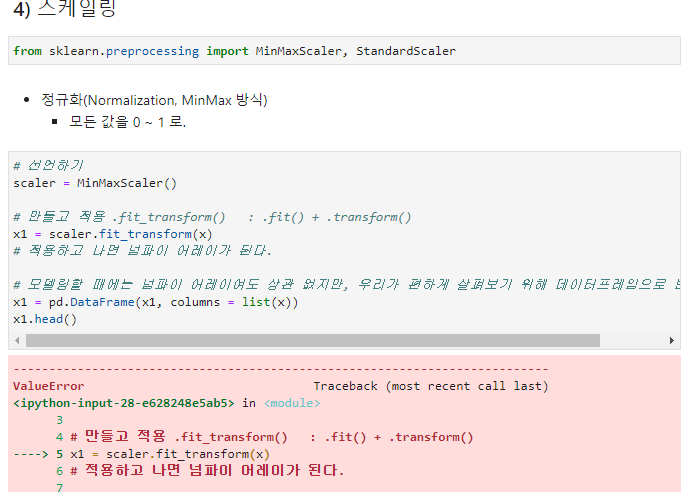 4) 스케일링
from sklearn.preprocessing import MinMaxScaler, StandardScaler
정규화(Normalization, MinMax 방식)
모든 값을 0 ~ 1 로.
# 선언하기
scaler = MinMaxScaler()
# 만들고 적용 .fit_transform() : .fit() + .transform()
x1 = scaler.fit_transform(x)
# 적용하고 나면 넘파이 어레이가 된다.
# 모델링할 때에는 넘파이 어레이여도 상관 없지만, 우리가 편하게 살펴보기 위해 데이터프레임으로
x1 = pd.DataFrame(x1, columns = list(x))
x1.head()
---------------------------------------------------------------------------
ValueError Traceback (most recent call last)
<ipython-input-28-e628248e5ab5> in <module>
3
4 # 만들고 적용 .fit_transform() : .fit() + .transform()
----> 5 x1 = scaler.fit_transform(x)
6 # 적용하고 나면 넘파이 어레이가 된다.
7